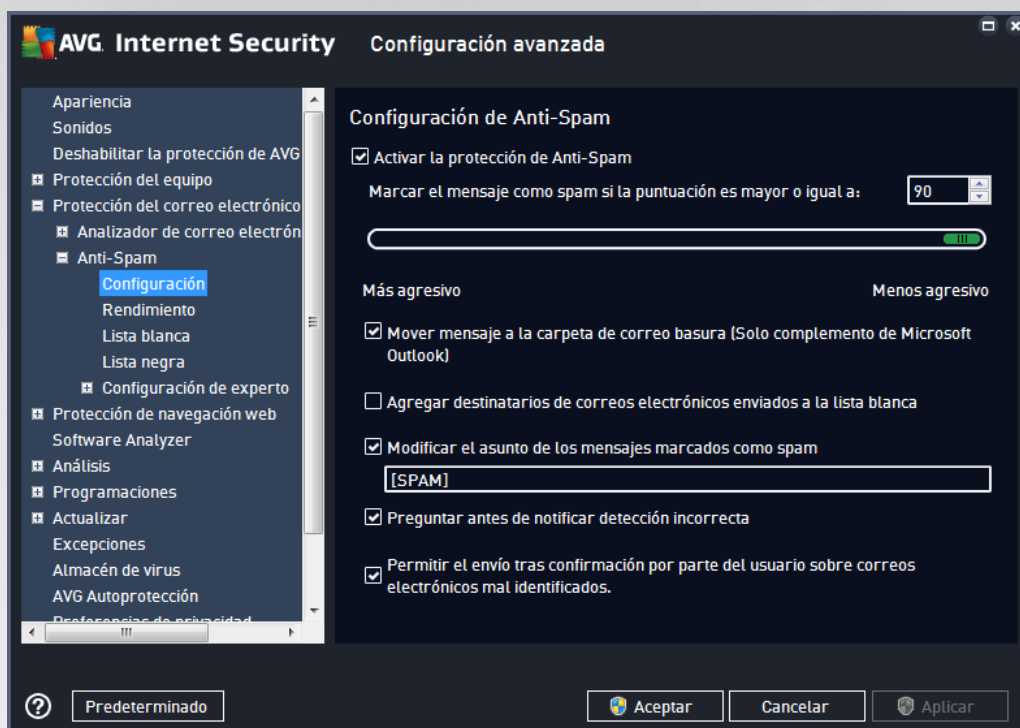 AVG. Internet Security
Configuración avanzada
Apariencia
Sonidos
Deshabilitar la protección de AVG
Protección del equipo
Protección del correo electrónico
Analizador de correo electrón
Anti-Spam
Configuración
Rendimiento
Lista blanca
Lista negra
Configuración de experto
Protección de navegación web
Software Analyzer
Análisis
Programaciones
Actualizar
Excepciones
Almacén de virus
AVG Autoprotección
Preferencias de privacidad
Configuración de Anti-Spam
Activar la protección de Anti-Spam
Marcar el mensaje como spam si la puntuación es mayor o igual a: 90
Más agresivo
Menos agresivo
Mover mensaje a la carpeta de correo basura (Solo complemento de Microsoft
Outlook)
Agregar destinatarios de correos electrónicos enviados a la lista blanca
Modificar el asunto de los mensajes marcados como spam
[SPAM]
Preguntar antes de notificar detección incorrecta
Permitir el envío tras confirmación por parte del usuario sobre correos
electrónicos mal identificados.
Predeterminado
Aceptar
Cancelar
Aplicar